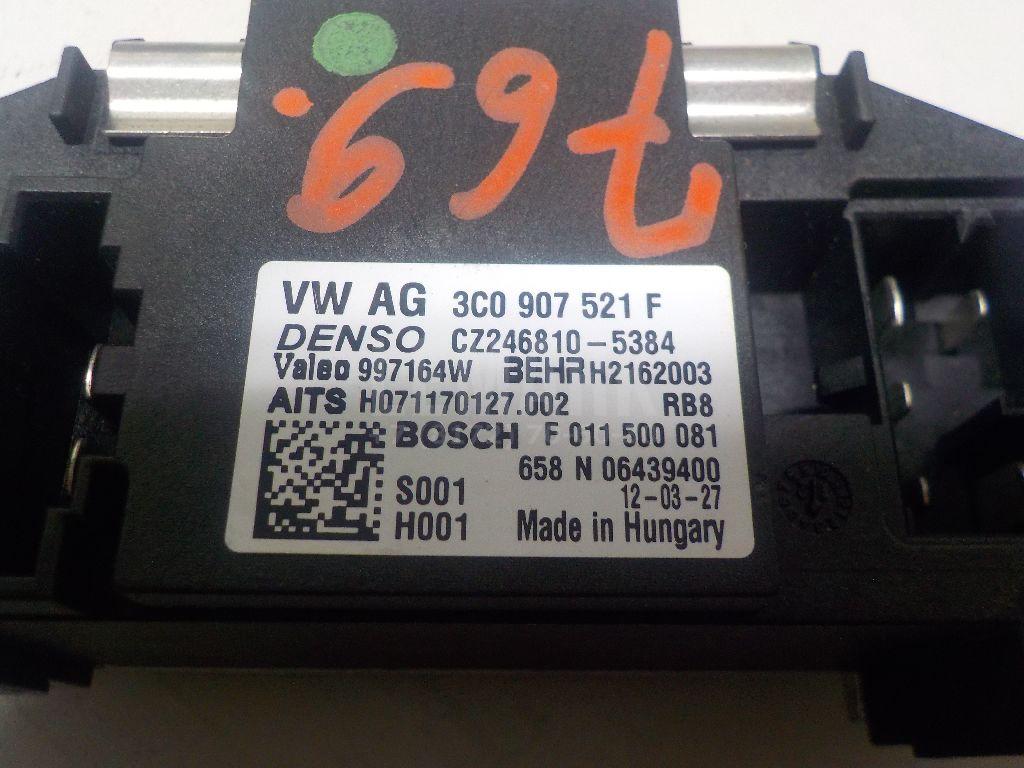 769.
VW AG 3C0 907 521 F
DENSO CZ246810-5384
Valeo 997164W BEHR H2162003
AITS H071170127.002 RB8
BOSCH F 011 500 081
658 N 06439400
S001 12-03-27
H001 Made in Hungary